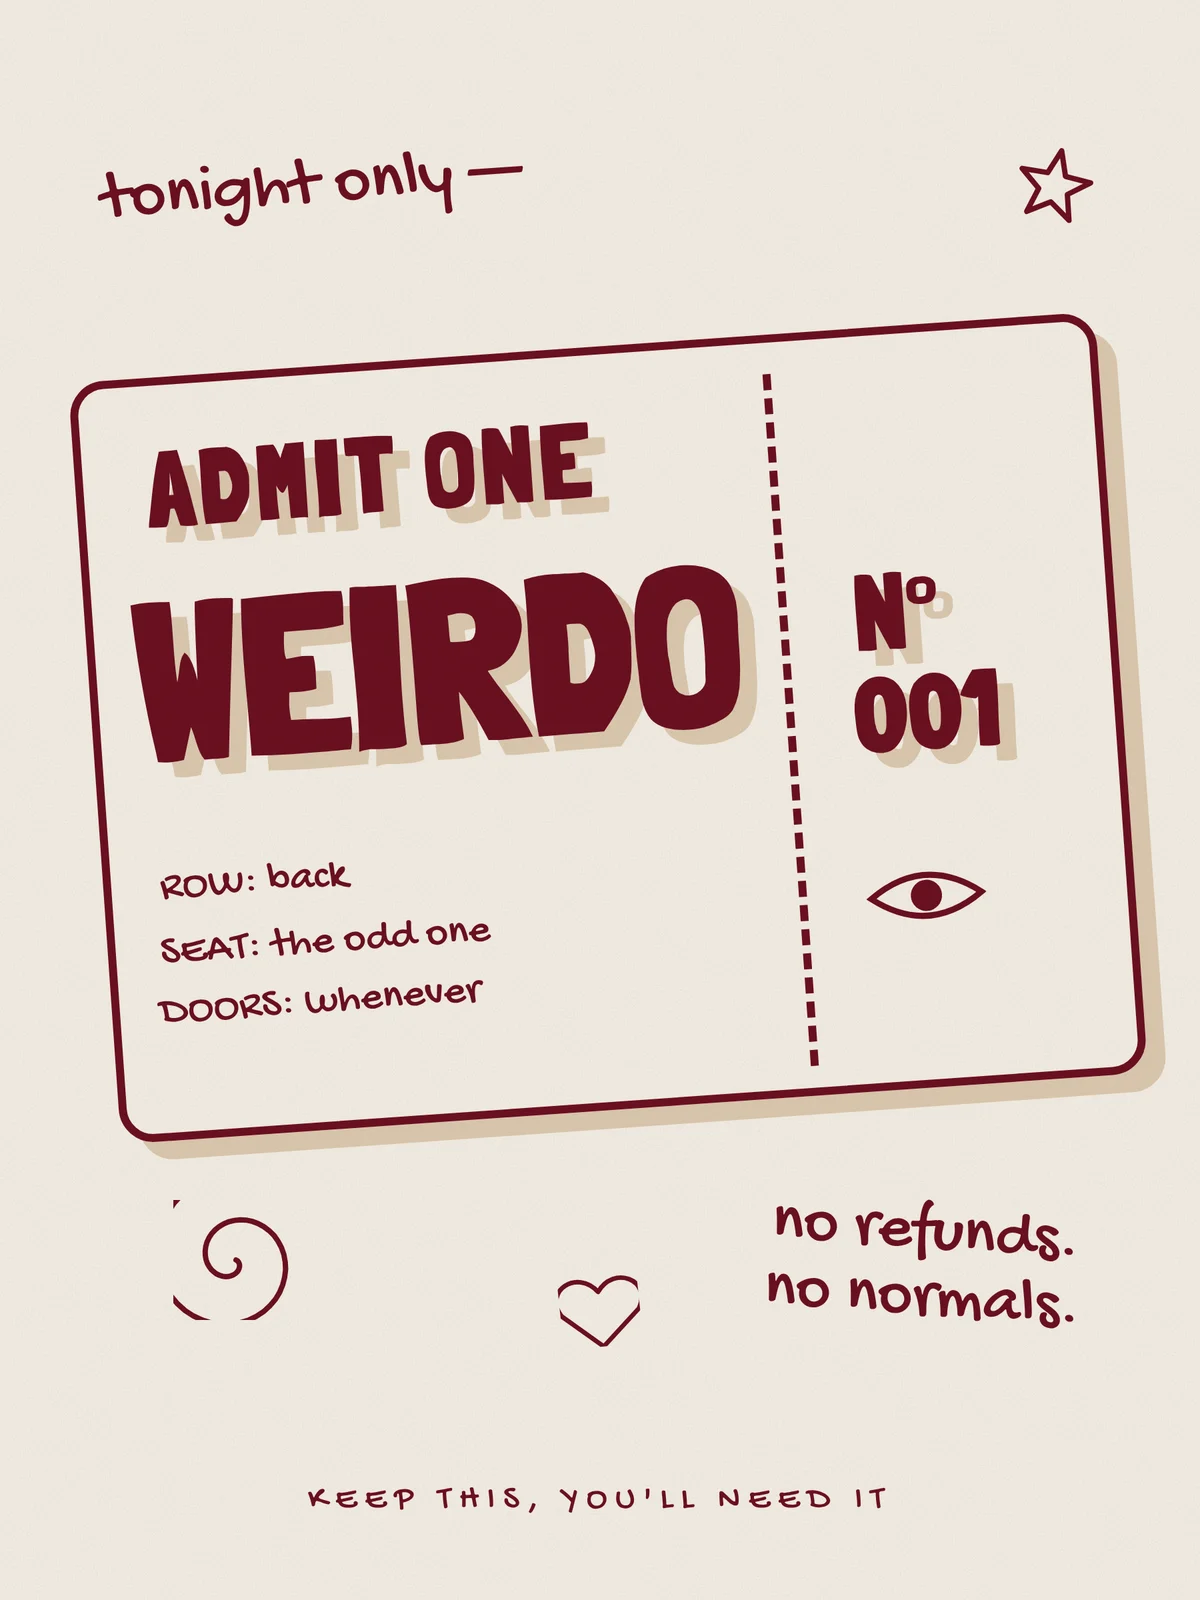 tonight only —
ADMIT ONE
WEIRDO
ROW: back
SEAT: the odd one
DOORS: whenever
Nº
001
no refunds.
no normals.
KEEP THIS, YOU'LL NEED IT